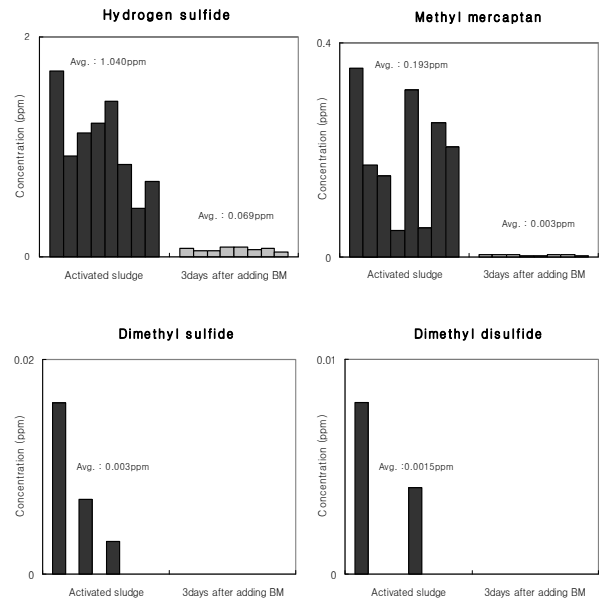 Hydrogen sulfide
2
Avg. : 1.040ppm
Concentration (ppm)
Avg. : 0.069ppm
0
Activated sludge
3days after adding BM
Methyl mercaptan
0.4
Avg. : 0.193ppm
Concentration (ppm)
Avg. : 0.003ppm
0
Activated sludge
3days after adding BM
Dimethyl sulfide
0.02
Concentration (ppm)
Avg. : 0.003ppm
0
Activated sludge
3days after adding BM
Dimethyl disulfide
0.01
Concentration (ppm)
Avg. :0.0015ppm
0
Activated sludge
3days after adding BM